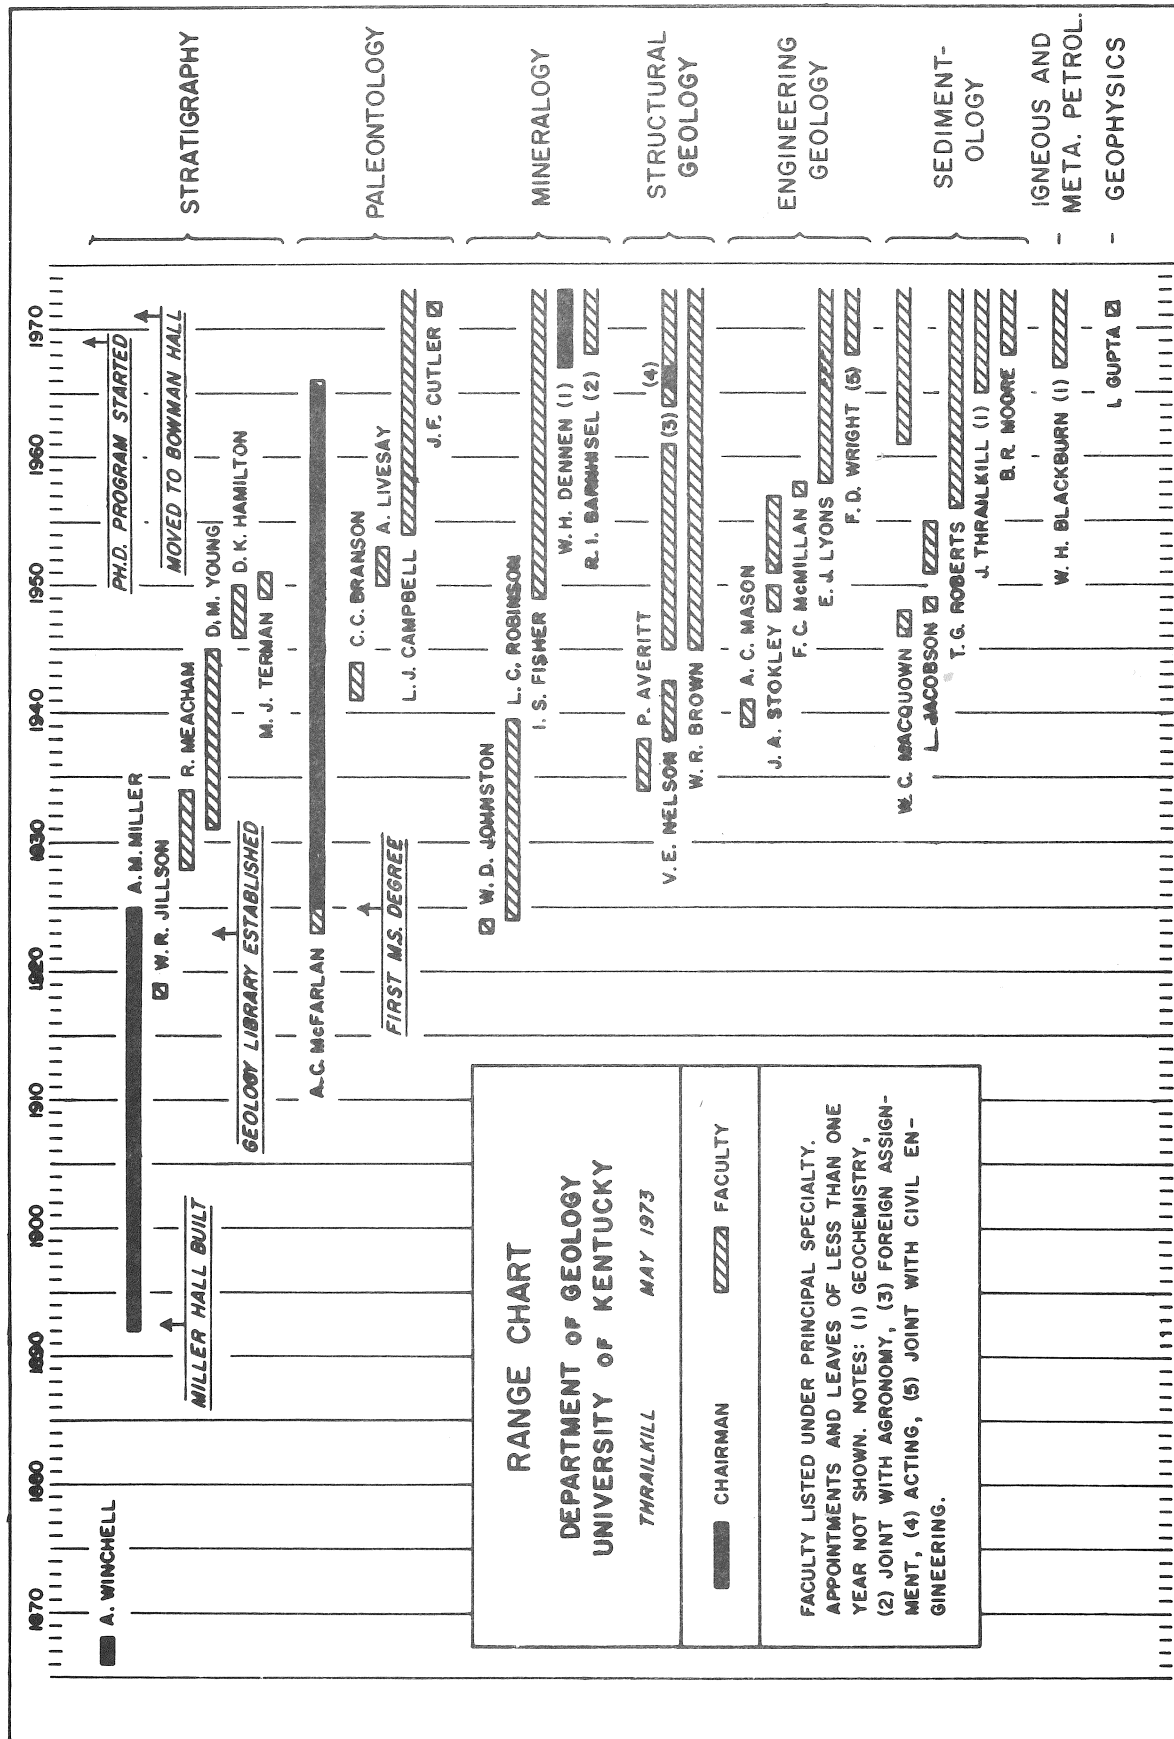 1870 1880 1890 1900 1910 1920 1930 1940 1950 1960 1970
A. WINCHELL
A. M. MILLER
MILLER HALL BUILT
W. R. JILLSON
R. MEACHAM
D. M. YOUNG
D. K. HAMILTON
M. J. TERMAN
GEOLOGY LIBRARY ESTABLISHED
PH.D. PROGRAM STARTED
MOVED TO BOWMAN HALL
STRATIGRAPHY
A. C. McFARLAN
C. C. BRANSON
A. LIVESAY
L. J. CAMPBELL
J. F. CUTLER
FIRST M.S. DEGREE
PALEONTOLOGY
W. D. JOHNSTON
L. C. ROBINSON
I. S. FISHER
W. H. DENNEN (1)
R. I. BARNHISEL (2)
MINERALOGY
P. AVERITT
V. E. NELSON (3) (4)
W. R. BROWN
STRUCTURAL
GEOLOGY
A. C. MASON
J. A. STOKLEY
F. C. McMILLAN
E. J. LYONS
F. D. WRIGHT (5)
ENGINEERING
GEOLOGY
W. C. MACQUOWN
L. JACOBSON
T. G. ROBERTS
J. THRAILKILL (1)
B. R. MOORE
SEDIMENT-
OLOGY
W. H. BLACKBURN (1)
IGNEOUS AND
META. PETROL.
I. GUPTA
GEOPHYSICS
RANGE CHART
DEPARTMENT OF GEOLOGY
UNIVERSITY OF KENTUCKY
THRAILKILL MAY 1973
CHAIRMAN FACULTY
FACULTY LISTED UNDER PRINCIPAL SPECIALTY.
APPOINTMENTS AND LEAVES OF LESS THAN ONE
YEAR NOT SHOWN. NOTES: (1) GEOCHEMISTRY,
(2) JOINT WITH AGRONOMY, (3) FOREIGN ASSIGN-
MENT, (4) ACTING, (5) JOINT WITH CIVIL EN-
GINEERING.